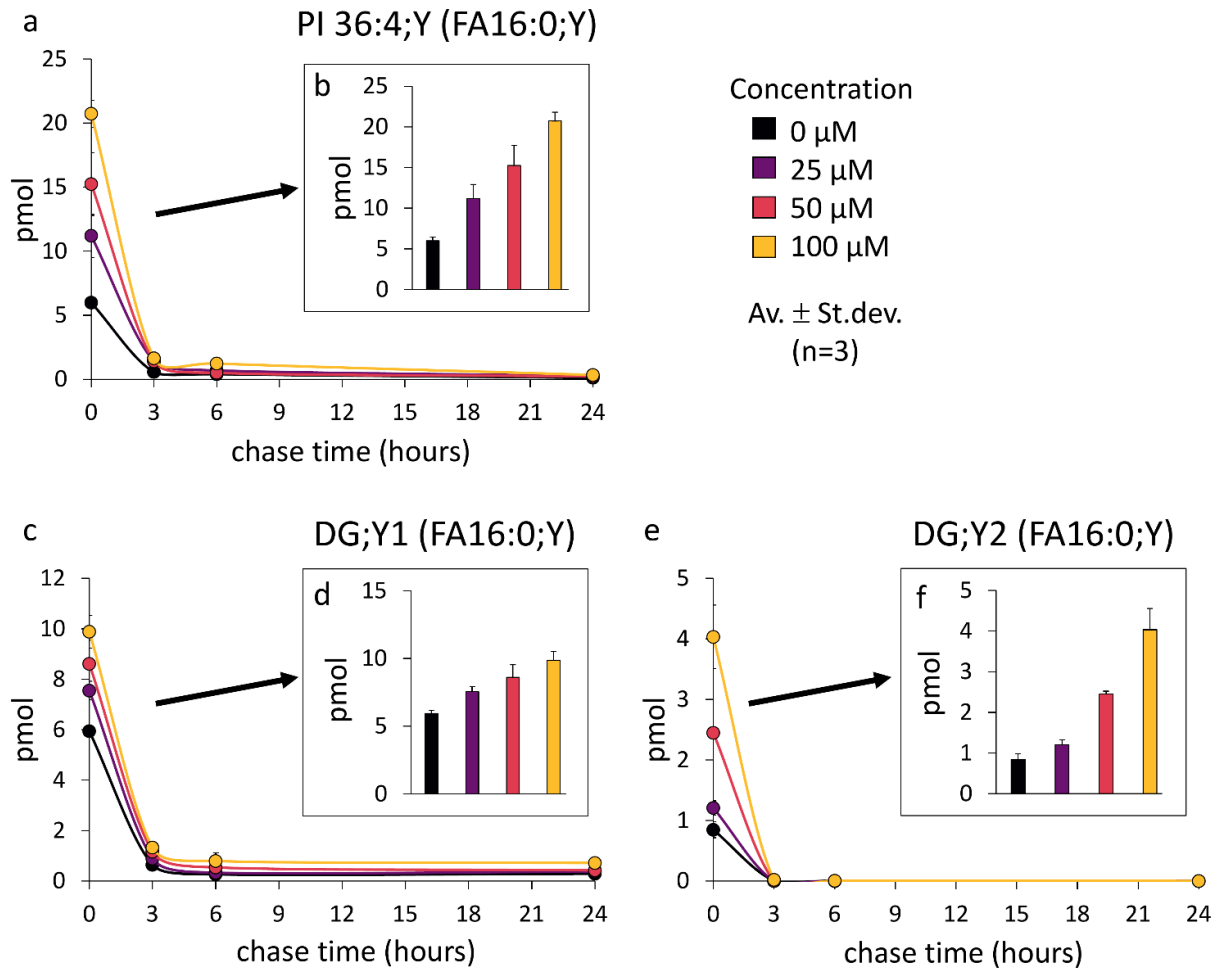 a
PI 36:4;Y (FA16:0;Y)
25
20
15
10
5
0
pmol
0 3 6 9 12 15 18 21 24
chase time (hours)
b
25
20
15
10
5
0
pmol
Concentration
0 µM
25 µM
50 µM
100 µM
Av. ± St.dev.
(n=3)
c
DG;Y1 (FA16:0;Y)
12
10
8
6
4
2
0
pmol
0 3 6 9 12 15 18 21 24
chase time (hours)
d
15
10
5
0
pmol
e
DG;Y2 (FA16:0;Y)
5
4
3
2
1
0
pmol
0 3 6 9 12 15 18 21 24
chase time (hours)
f
5
4
3
2
1
0
pmol